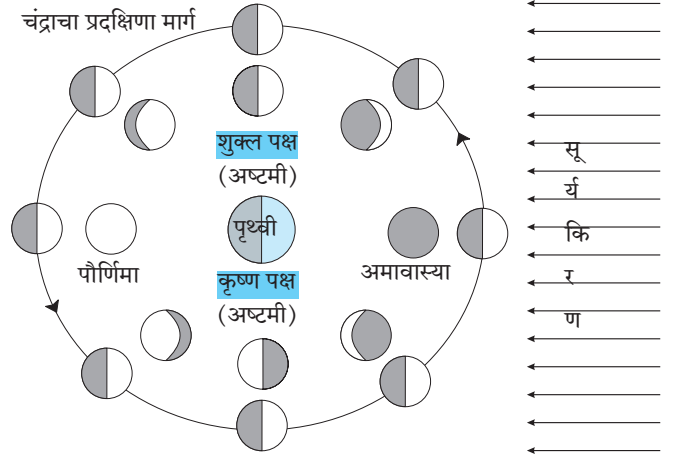 चंद्राचा प्रदक्षिणा मार्ग
शुक्ल पक्ष
(अष्टमी)
पृथ्वी
पौर्णिमा
अमावास्या
कृष्ण पक्ष
(अष्टमी)
सू
र्य
कि
र
ण